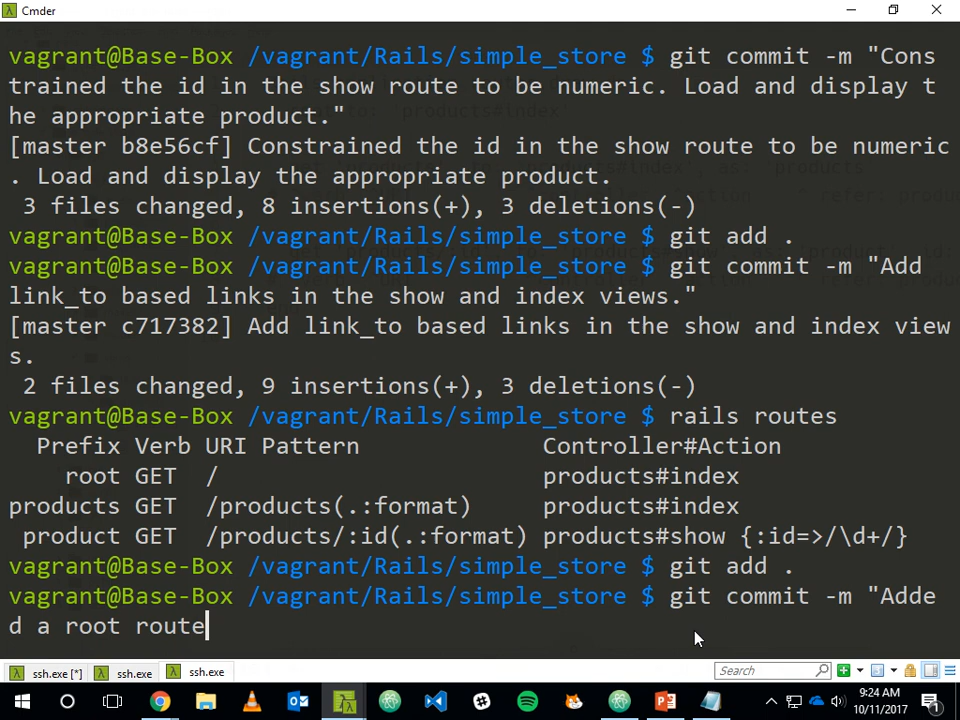 Cmder
vagrant@Base-Box /vagrant/Rails/simple_store $ git commit -m "Cons
trained the id in the show route to be numeric. Load and display t
he appropriate product."
[master b8e56cf] Constrained the id in the show route to be numeric
. Load and display the appropriate product.
 3 files changed, 8 insertions(+), 3 deletions(-)
vagrant@Base-Box /vagrant/Rails/simple_store $ git add .
vagrant@Base-Box /vagrant/Rails/simple_store $ git commit -m "Add
link_to based links in the show and index views."
[master c717382] Add link_to based links in the show and index view
s.
 2 files changed, 9 insertions(+), 3 deletions(-)
vagrant@Base-Box /vagrant/Rails/simple_store $ rails routes
  Prefix Verb URI Pattern             Controller#Action
    root GET  /                       products#index
products GET  /products(.:format)     products#index
 product GET  /products/:id(.:format) products#show {:id=>/\d+/}
vagrant@Base-Box /vagrant/Rails/simple_store $ git add .
vagrant@Base-Box /vagrant/Rails/simple_store $ git commit -m "Adde
d a root route
ssh.exe [*] ssh.exe ssh.exe Search
9:24 AM
10/11/2017
1